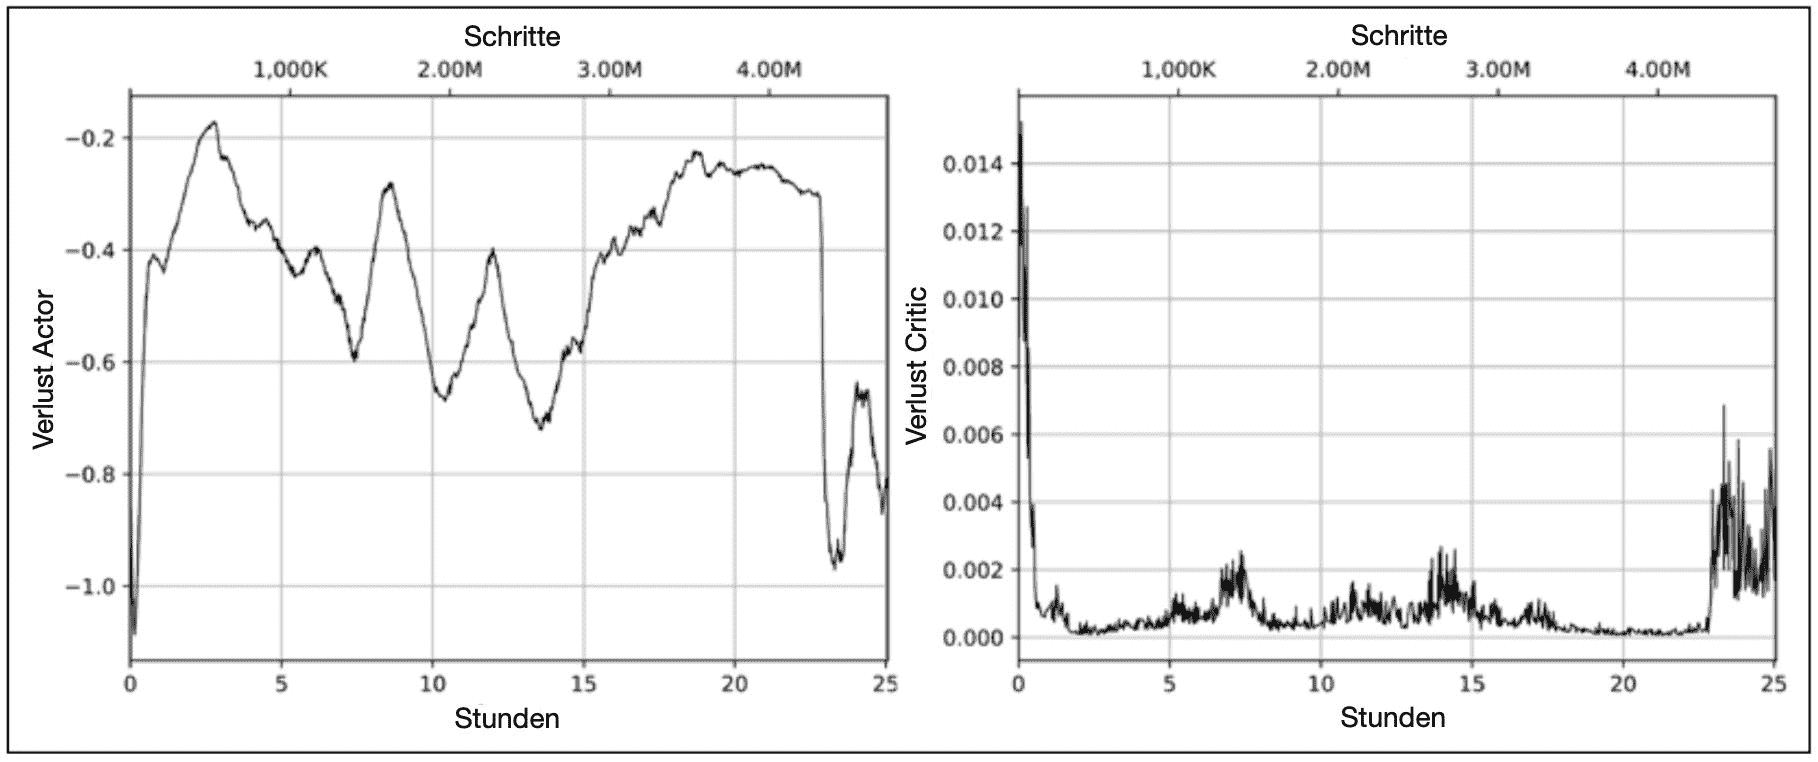 Schritte
1,000K 2.00M 3.00M 4.00M
−0.2
−0.4
−0.6
−0.8
−1.0
Verlust Actor
0 5 10 15 20 25
Stunden
Schritte
1,000K 2.00M 3.00M 4.00M
0.014
0.012
0.010
0.008
0.006
0.004
0.002
0.000
Verlust Critic
0 5 10 15 20 25
Stunden